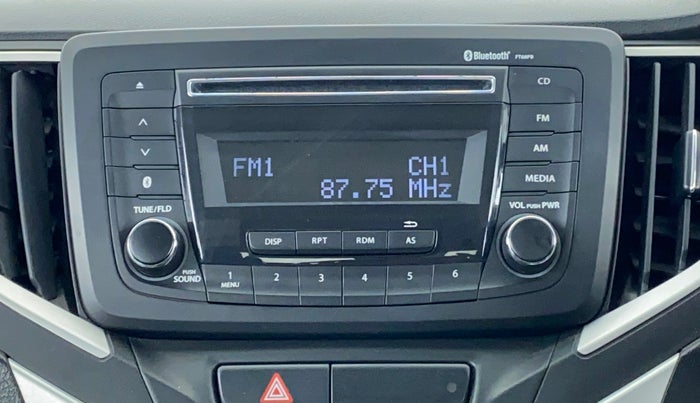 Bluetooth PT68FD
CD
FM
AM
MEDIA
FM1 CH1
87.75 MHz
TUNE/FLD
VOL PUSH PWR
DISP RPT RDM AS
PUSH
SOUND
1 2 3 4 5 6
MENU